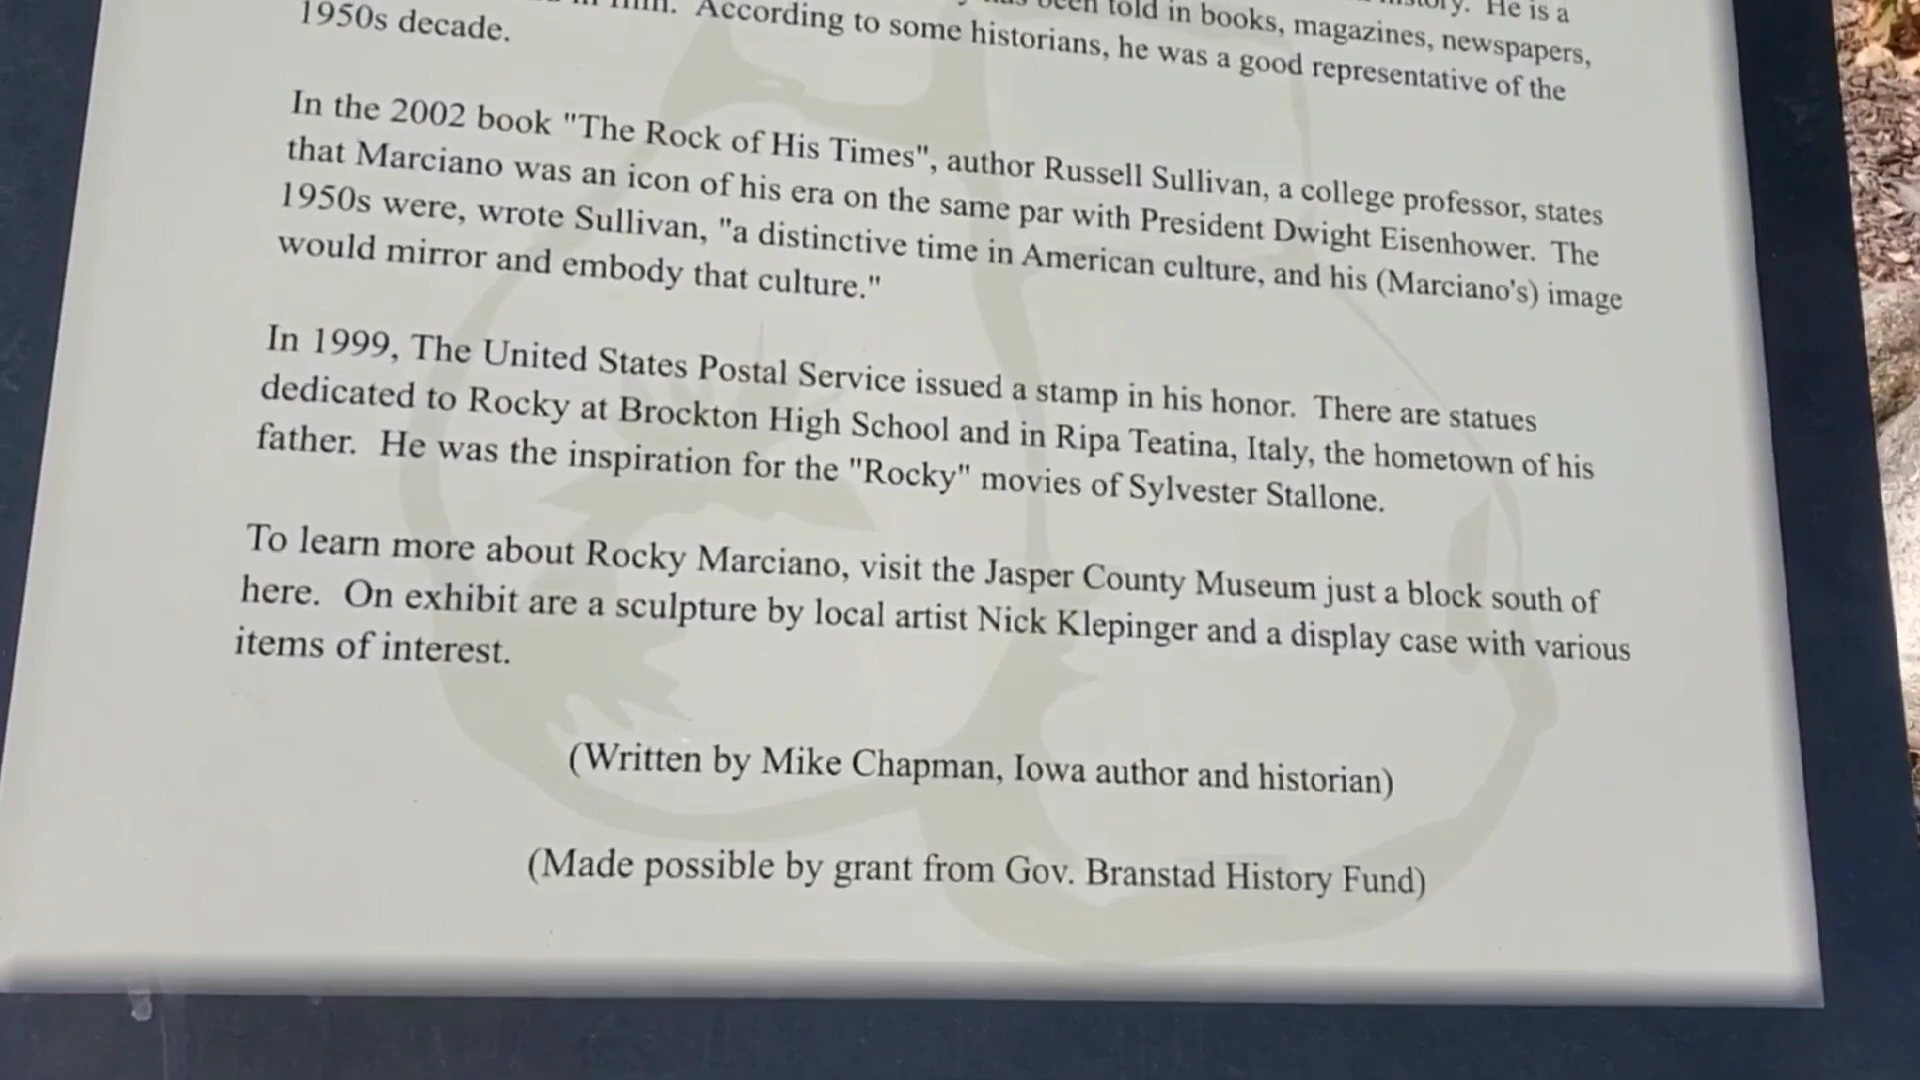 history. He is a
has been told in books, magazines, newspapers,
in film. According to some historians, he was a good representative of the
1950s decade.
In the 2002 book "The Rock of His Times", author Russell Sullivan, a college professor, states
that Marciano was an icon of his era on the same par with President Dwight Eisenhower. The
1950s were, wrote Sullivan, "a distinctive time in American culture, and his (Marciano's) image
would mirror and embody that culture."
In 1999, The United States Postal Service issued a stamp in his honor. There are statues
dedicated to Rocky at Brockton High School and in Ripa Teatina, Italy, the hometown of his
father. He was the inspiration for the "Rocky" movies of Sylvester Stallone.
To learn more about Rocky Marciano, visit the Jasper County Museum just a block south of
here. On exhibit are a sculpture by local artist Nick Klepinger and a display case with various
items of interest.
(Written by Mike Chapman, Iowa author and historian)
(Made possible by grant from Gov. Branstad History Fund)